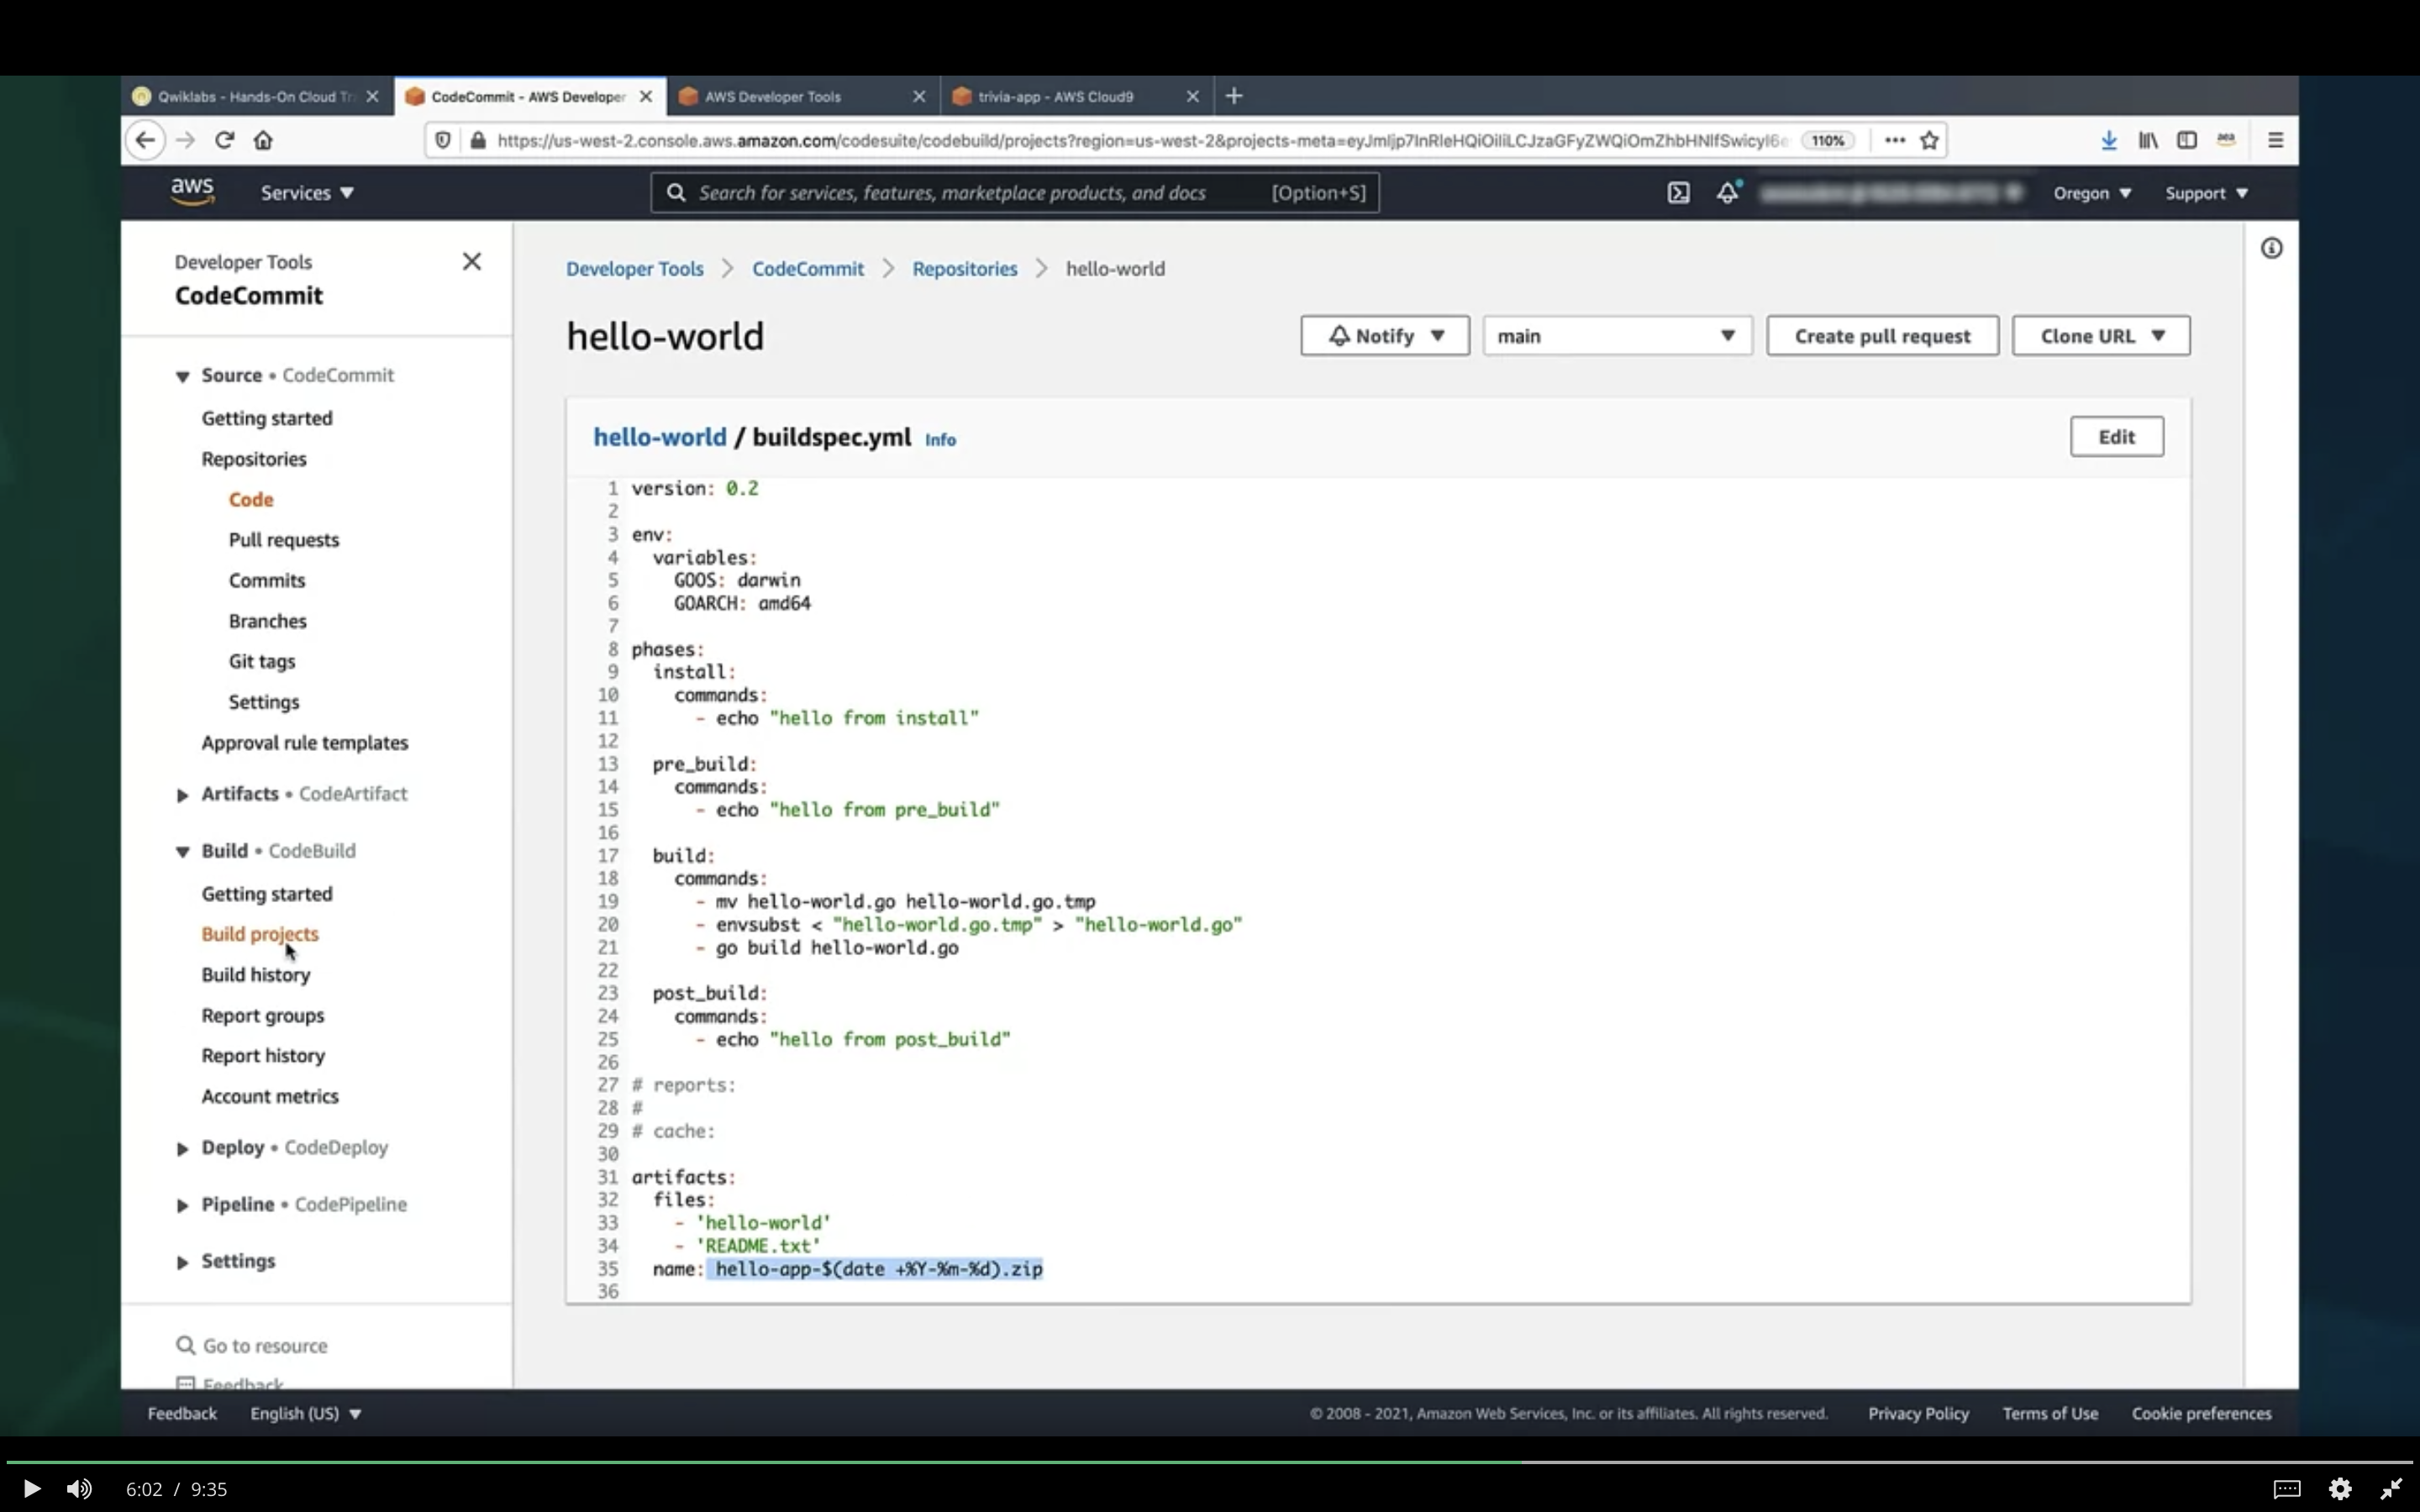 Qwiklabs - Hands-On Cloud Tr
CodeCommit - AWS Developer
AWS Developer Tools
trivia-app - AWS Cloud9
https://us-west-2.console.aws.amazon.com/codesuite/codebuild/projects?region=us-west-2&projects-meta=
110%
aws
Services
Search for services, features, marketplace products, and docs [Option+S]
Oregon
Support
Developer Tools
CodeCommit
Source • CodeCommit
Getting started
Repositories
Code
Pull requests
Commits
Branches
Git tags
Settings
Approval rule templates
Artifacts • CodeArtifact
Build • CodeBuild
Getting started
Build projects
Build history
Report groups
Report history
Account metrics
Deploy • CodeDeploy
Pipeline • CodePipeline
Settings
Go to resource
Feedback
Developer Tools > CodeCommit > Repositories > hello-world
hello-world
Notify
main
Create pull request
Clone URL
hello-world / buildspec.yml Info
Edit
1 version: 0.2
2
3 env:
4   variables:
5     GOOS: darwin
6     GOARCH: amd64
7
8 phases:
9   install:
10     commands:
11       - echo "hello from install"
12
13   pre_build:
14     commands:
15       - echo "hello from pre_build"
16
17   build:
18     commands:
19       - mv hello-world.go hello-world.go.tmp
20       - envsubst < "hello-world.go.tmp" > "hello-world.go"
21       - go build hello-world.go
22
23   post_build:
24     commands:
25       - echo "hello from post_build"
26
27 # reports:
28 #
29 # cache:
30
31 artifacts:
32   files:
33     - 'hello-world'
34     - 'README.txt'
35   name: hello-app-$(date +%Y-%m-%d).zip
36
Feedback
English (US)
© 2008 - 2021, Amazon Web Services, Inc. or its affiliates. All rights reserved.
Privacy Policy
Terms of Use
Cookie preferences
6:02 / 9:35